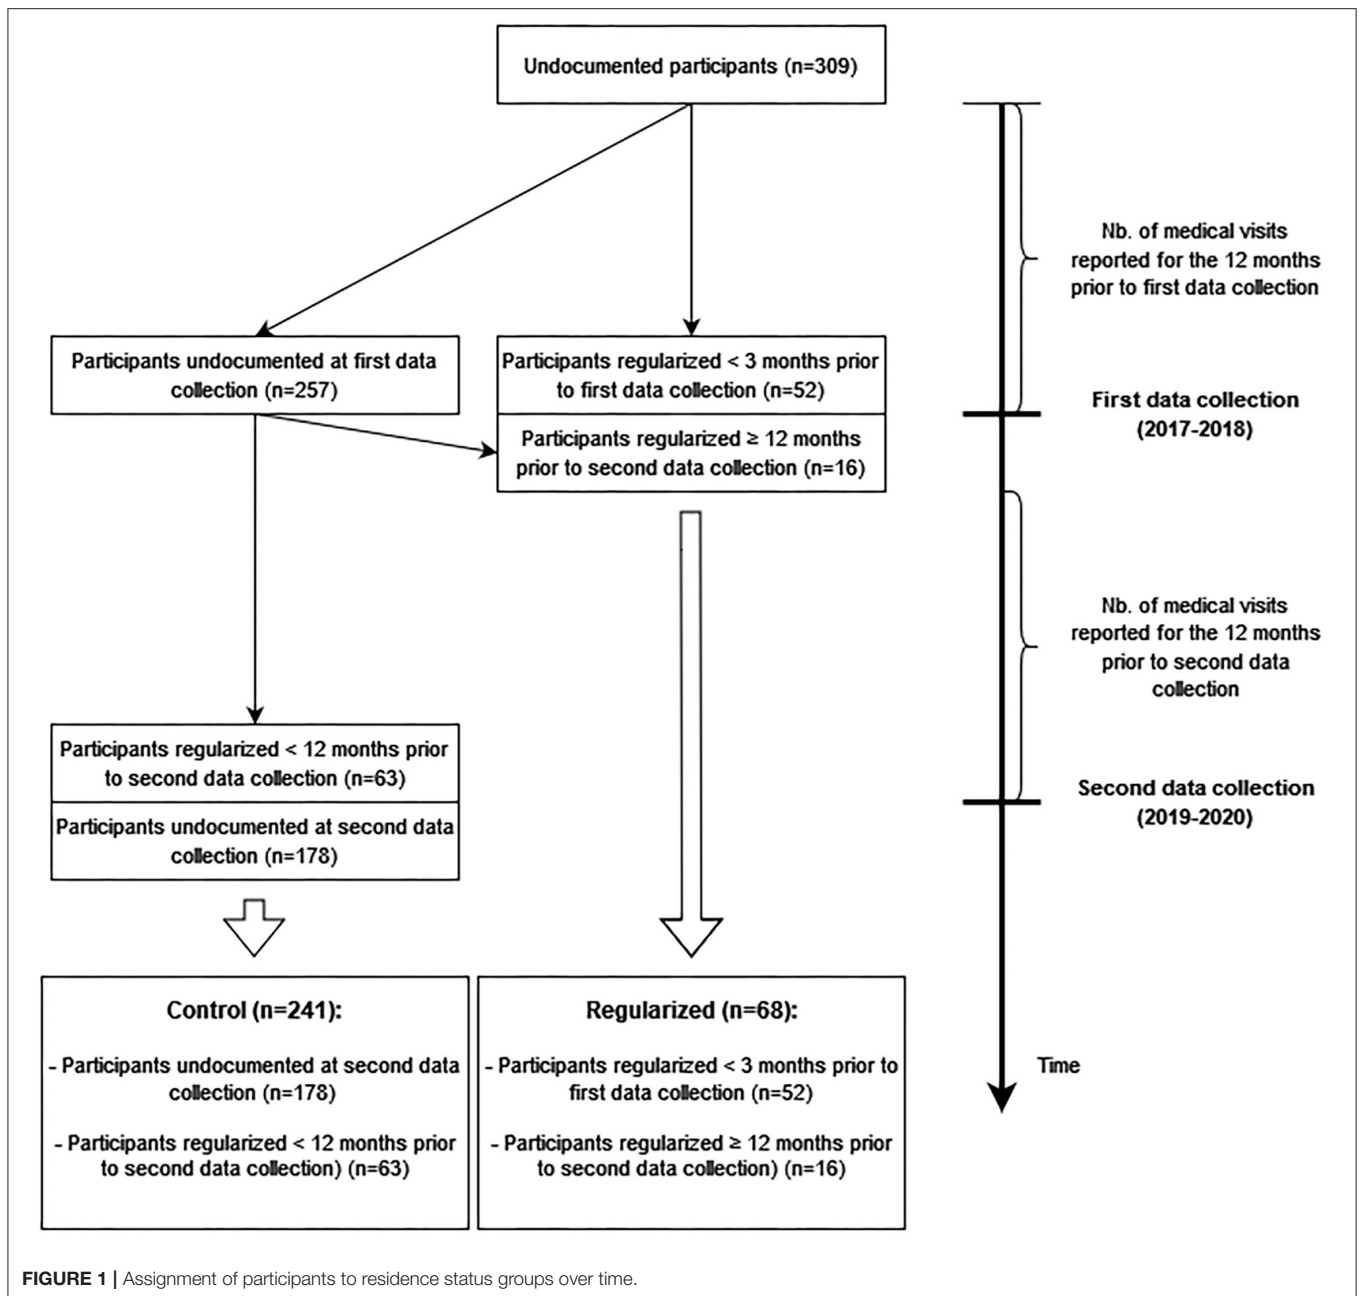 Undocumented participants (n=309)
Nb. of medical visits
reported for the 12 months
prior to first data collection
Participants undocumented at first data
collection (n=257)
Participants regularized < 3 months prior
to first data collection (n=52)
First data collection
(2017-2018)
Participants regularized ≥ 12 months
prior to second data collection (n=16)
Nb. of medical visits
reported for the 12 months
prior to second data
collection
Participants regularized < 12 months prior
to second data collection (n=63)
Participants undocumented at second data
collection (n=178)
Second data collection
(2019-2020)
Control (n=241):
- Participants undocumented at second data
collection (n=178)
- Participants regularized < 12 months prior
to second data collection) (n=63)
Regularized (n=68):
- Participants regularized < 3 months prior to
first data collection (n=52)
- Participants regularized ≥ 12 months prior
to second data collection) (n=16)
Time
FIGURE 1 | Assignment of participants to residence status groups over time.